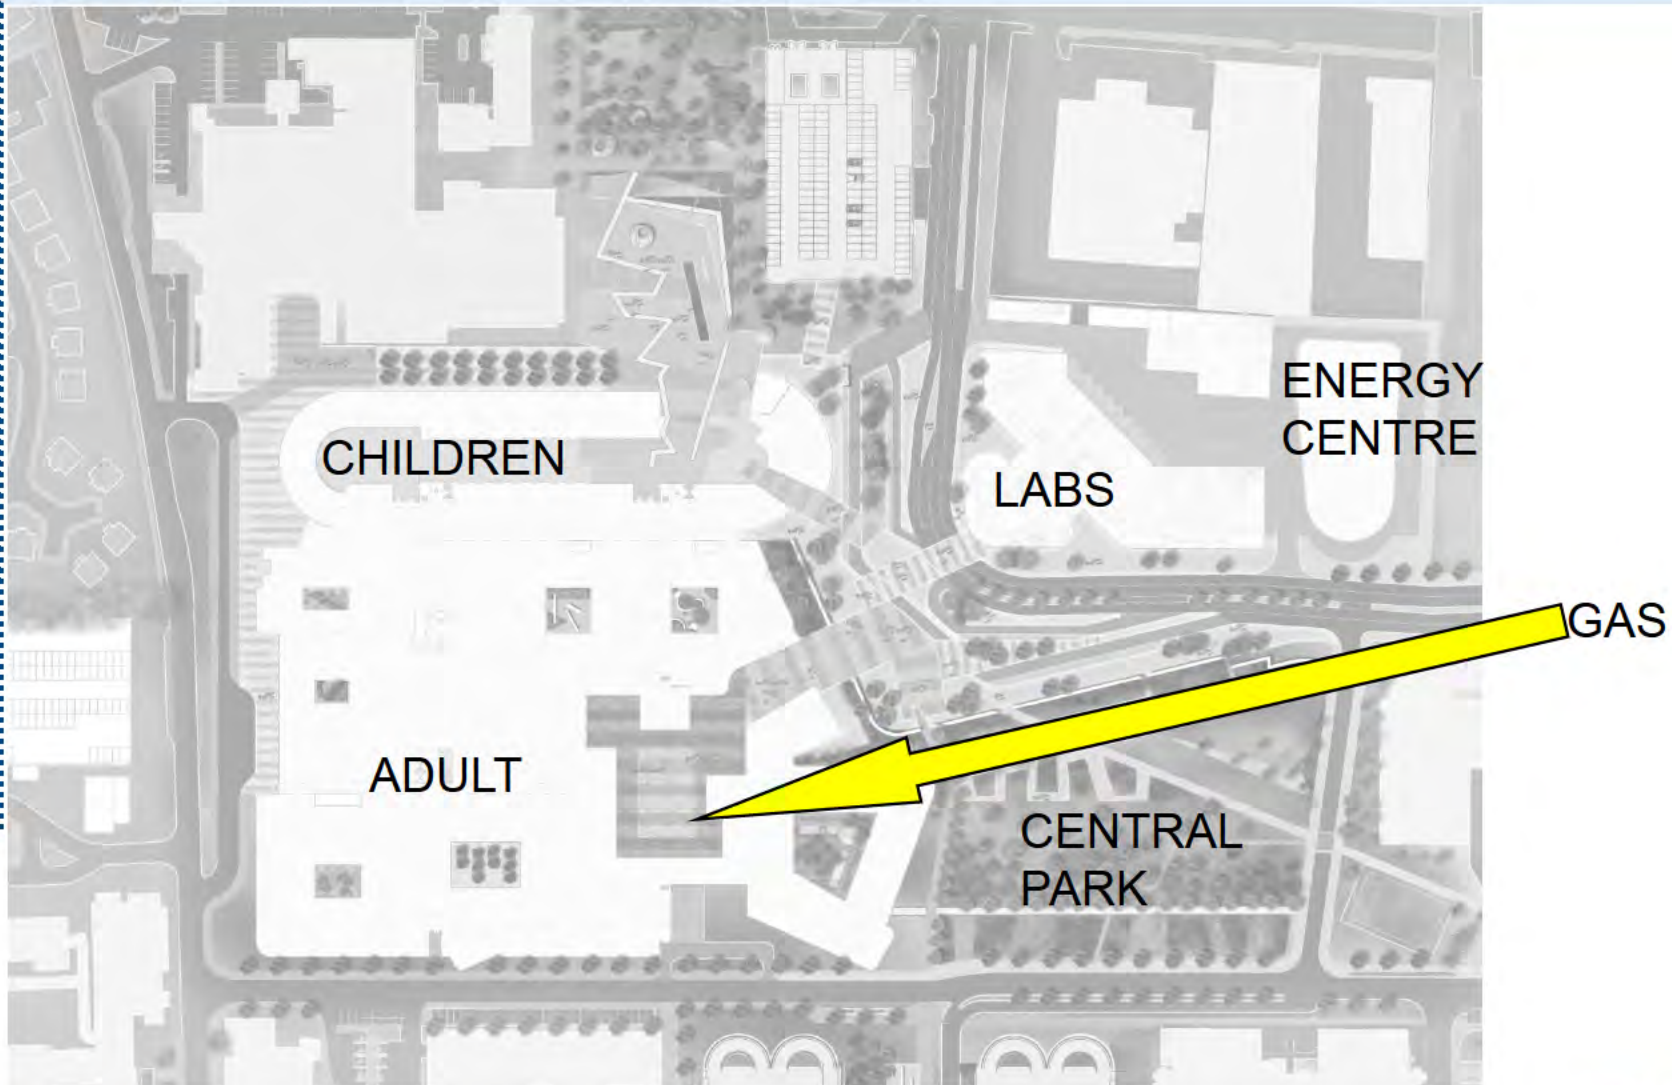 ENERGY
CENTRE
CHILDREN
LABS
GAS
ADULT
CENTRAL
PARK